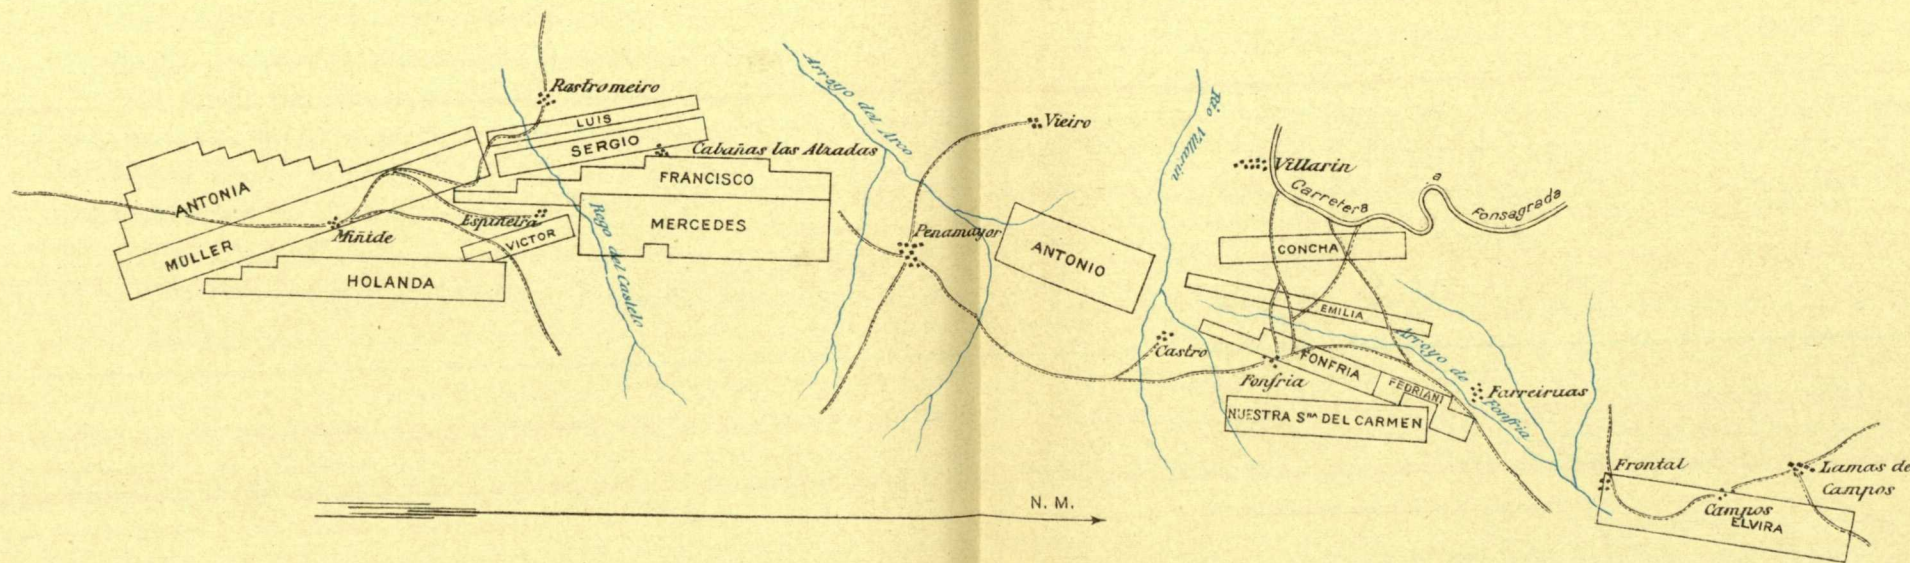 Rastromeiro
LUIS
SERGIO
Cabañas las Alzadas
FRANCISCO
MERCEDES
ANTONIA
MULLER
Miñide
Espiñeira
VICTOR
HOLANDA
Rego del Castelo
Arroyo del Arco
Vieiro
Penamayor
ANTONIO
Rio Villarin
Villarin
Carretera
a
Fonsagrada
CONCHA
EMILIA
Castro
Fonfria
FONFRIA
FEDRIANI
Arroyo de
Fonfria
Farreiruas
NUESTRA Sᴿᴬ DEL CARMEN
Frontal
Lamas de
Campos
Campos
ELVIRA
N. M.